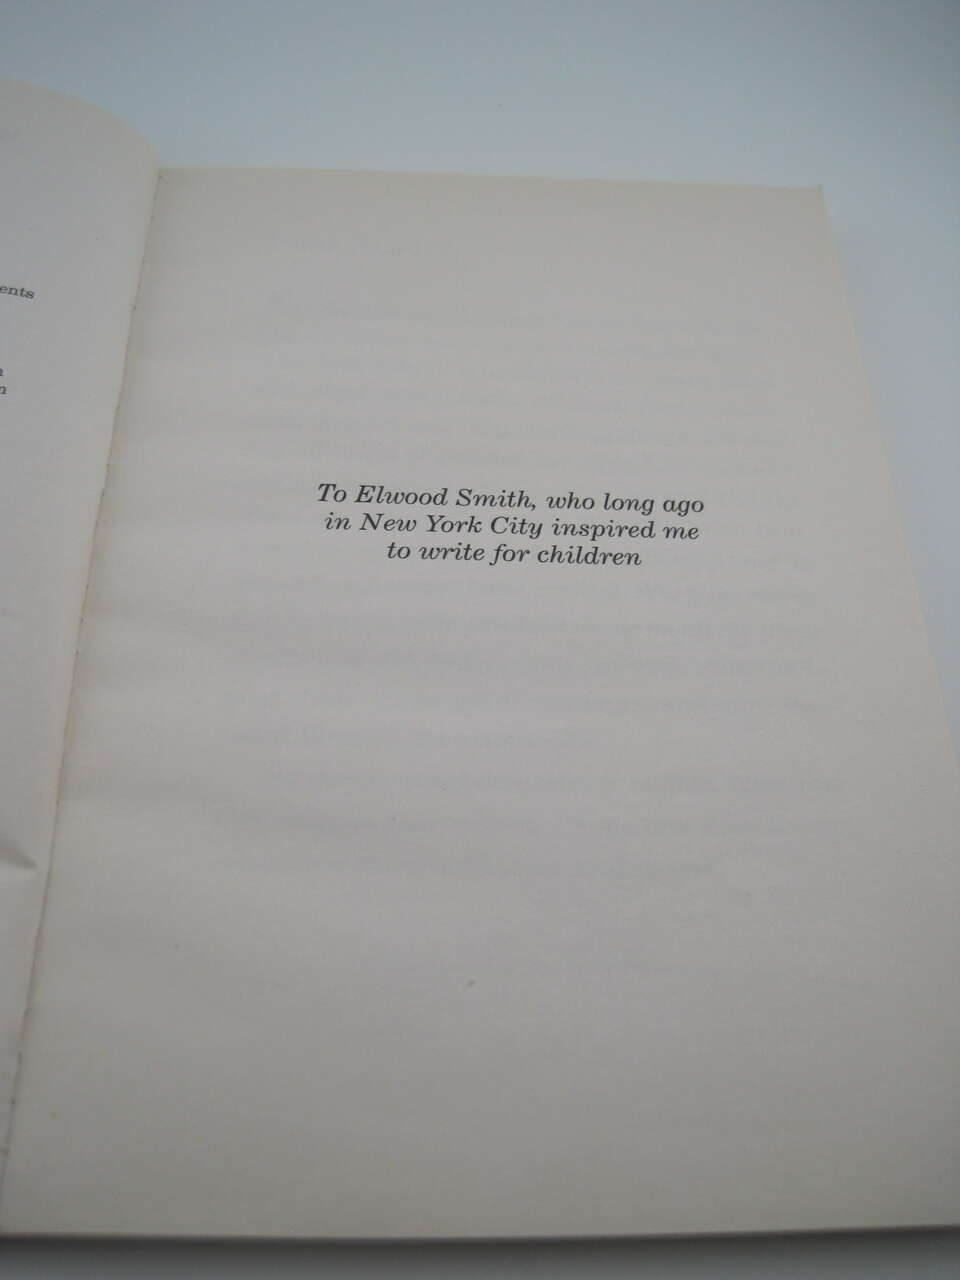 To Elwood Smith, who long ago
in New York City inspired me
to write for children